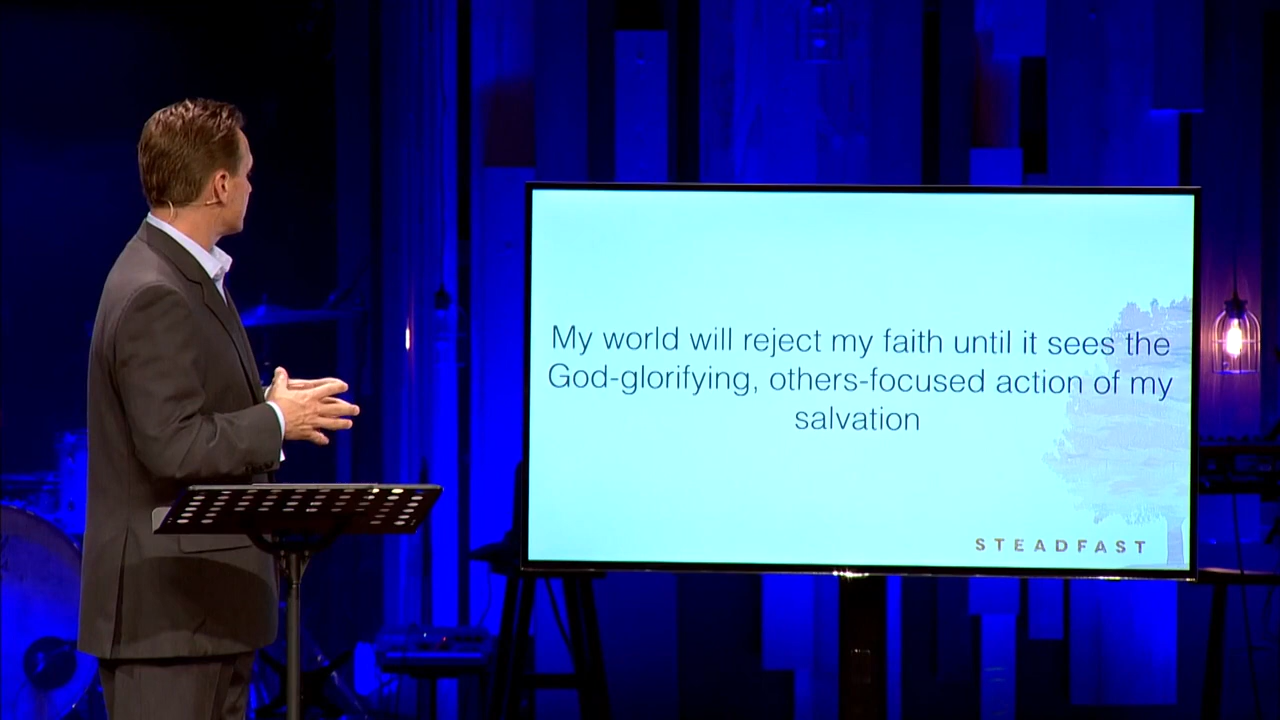 My world will reject my faith until it sees the
God-glorifying, others-focused action of my
salvation
STEADFAST